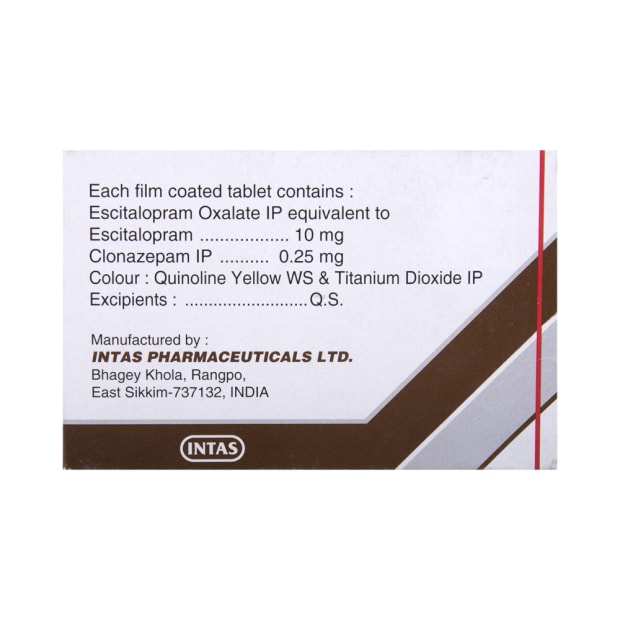 Each film coated tablet contains :
Escitalopram Oxalate IP equivalent to
Escitalopram .................. 10 mg
Clonazepam IP .......... 0.25 mg
Colour : Quinoline Yellow WS & Titanium Dioxide IP
Excipients : ........................Q.S.
Manufactured by :
INTAS PHARMACEUTICALS LTD.
Bhagey Khola, Rangpo,
East Sikkim-737132, INDIA
INTAS